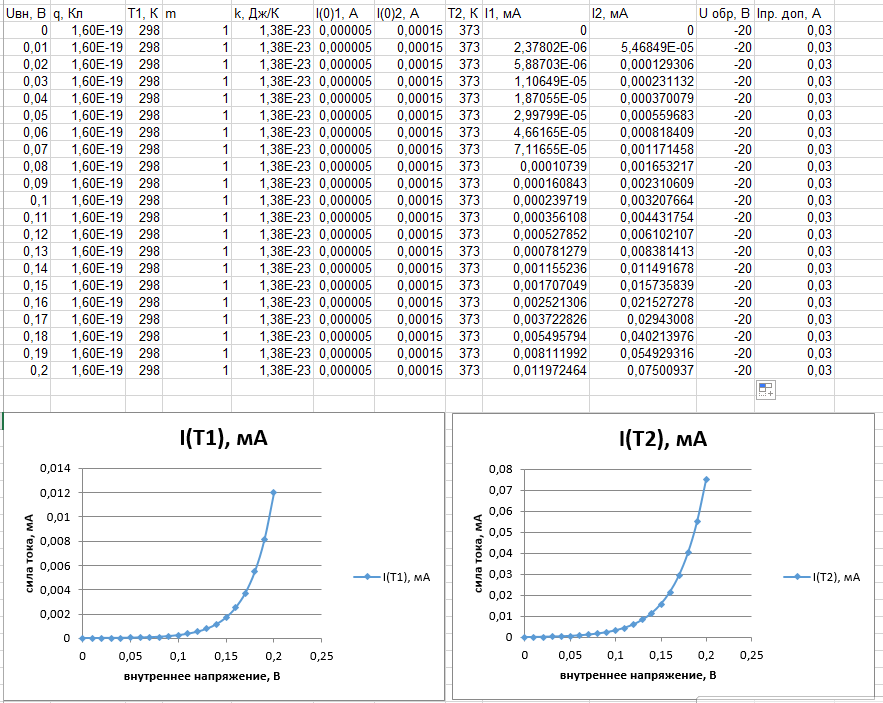 Uвн, В q, Кл T1, К m k, Дж/К I(0)1, А I(0)2, А T2, К I1, мА I2, мА U обр, В Iпр. доп, А
0 1,60E-19 298 1 1,38E-23 0,000005 0,00015 373 0 0 -20 0,03
0,01 1,60E-19 298 1 1,38E-23 0,000005 0,00015 373 2,37802E-06 5,46849E-05 -20 0,03
0,02 1,60E-19 298 1 1,38E-23 0,000005 0,00015 373 5,88703E-06 0,000129306 -20 0,03
0,03 1,60E-19 298 1 1,38E-23 0,000005 0,00015 373 1,10649E-05 0,000231132 -20 0,03
0,04 1,60E-19 298 1 1,38E-23 0,000005 0,00015 373 1,87055E-05 0,000370079 -20 0,03
0,05 1,60E-19 298 1 1,38E-23 0,000005 0,00015 373 2,99799E-05 0,000559683 -20 0,03
0,06 1,60E-19 298 1 1,38E-23 0,000005 0,00015 373 4,66165E-05 0,000818409 -20 0,03
0,07 1,60E-19 298 1 1,38E-23 0,000005 0,00015 373 7,11655E-05 0,001171458 -20 0,03
0,08 1,60E-19 298 1 1,38E-23 0,000005 0,00015 373 0,00010739 0,001653217 -20 0,03
0,09 1,60E-19 298 1 1,38E-23 0,000005 0,00015 373 0,000160843 0,002310609 -20 0,03
0,1 1,60E-19 298 1 1,38E-23 0,000005 0,00015 373 0,000239719 0,003207664 -20 0,03
0,11 1,60E-19 298 1 1,38E-23 0,000005 0,00015 373 0,000356108 0,004431754 -20 0,03
0,12 1,60E-19 298 1 1,38E-23 0,000005 0,00015 373 0,000527852 0,006102107 -20 0,03
0,13 1,60E-19 298 1 1,38E-23 0,000005 0,00015 373 0,000781279 0,008381413 -20 0,03
0,14 1,60E-19 298 1 1,38E-23 0,000005 0,00015 373 0,001155236 0,011491678 -20 0,03
0,15 1,60E-19 298 1 1,38E-23 0,000005 0,00015 373 0,001707049 0,015735839 -20 0,03
0,16 1,60E-19 298 1 1,38E-23 0,000005 0,00015 373 0,002521306 0,021527278 -20 0,03
0,17 1,60E-19 298 1 1,38E-23 0,000005 0,00015 373 0,003722826 0,02943008 -20 0,03
0,18 1,60E-19 298 1 1,38E-23 0,000005 0,00015 373 0,005495794 0,040213976 -20 0,03
0,19 1,60E-19 298 1 1,38E-23 0,000005 0,00015 373 0,008111992 0,054929316 -20 0,03
0,2 1,60E-19 298 1 1,38E-23 0,000005 0,00015 373 0,011972464 0,07500937 -20 0,03
I(T1), мА
0,014
0,012
0,01
0,008
0,006
0,004
0,002
0
сила тока, мА
0 0,05 0,1 0,15 0,2 0,25
внутреннее напряжение, В
I(T1), мА
I(T2), мА
0,08
0,07
0,06
0,05
0,04
0,03
0,02
0,01
0
сила тока, мА
0 0,05 0,1 0,15 0,2 0,25
внутреннее напряжение, В
I(T2), мА